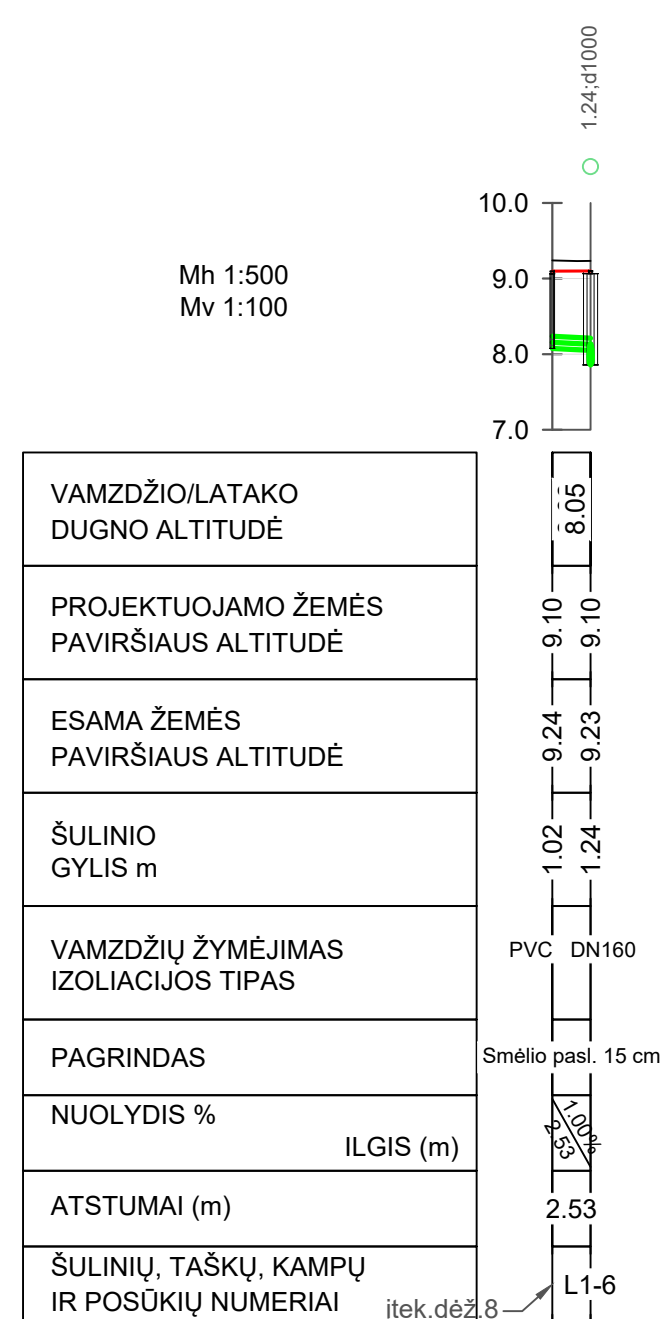 1.24;d1000
10.0
Mh 1:500
Mv 1:100
9.0
8.0
7.0
VAMZDŽIO/LATAKO
DUGNO ALTITUDĖ
8.05
PROJEKTUOJAMO ŽEMĖS
PAVIRŠIAUS ALTITUDĖ
9.10
9.10
ESAMA ŽEMĖS
PAVIRŠIAUS ALTITUDĖ
9.24
9.23
ŠULINIO
GYLIS m
1.02
1.24
VAMZDŽIŲ ŽYMĖJIMAS
IZOLIACIJOS TIPAS
PVC DN160
PAGRINDAS
Smėlio pasl. 15 cm
NUOLYDIS %
ILGIS (m)
1.00%
2.53
ATSTUMAI (m)
2.53
ŠULINIŲ, TAŠKŲ, KAMPŲ
IR POSŪKIŲ NUMERIAI
L1-6
itek.dėž.8